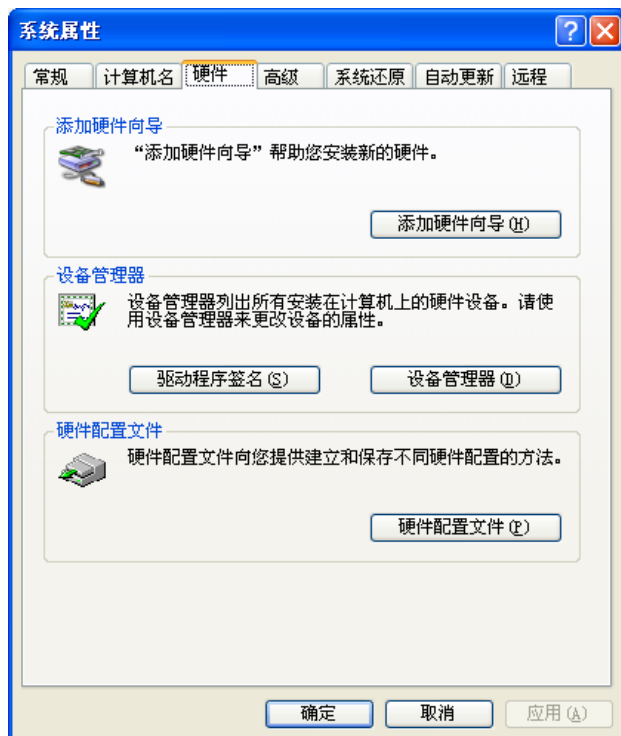 系统属性
常规 计算机名 硬件 高级 系统还原 自动更新 远程
添加硬件向导
“添加硬件向导”帮助您安装新的硬件。
添加硬件向导(H)
设备管理器
设备管理器列出所有安装在计算机上的硬件设备。请使
用设备管理器来更改设备的属性。
驱动程序签名(S) 设备管理器(D)
硬件配置文件
硬件配置文件向您提供建立和保存不同硬件配置的方法。
硬件配置文件(P)
确定 取消 应用(A)